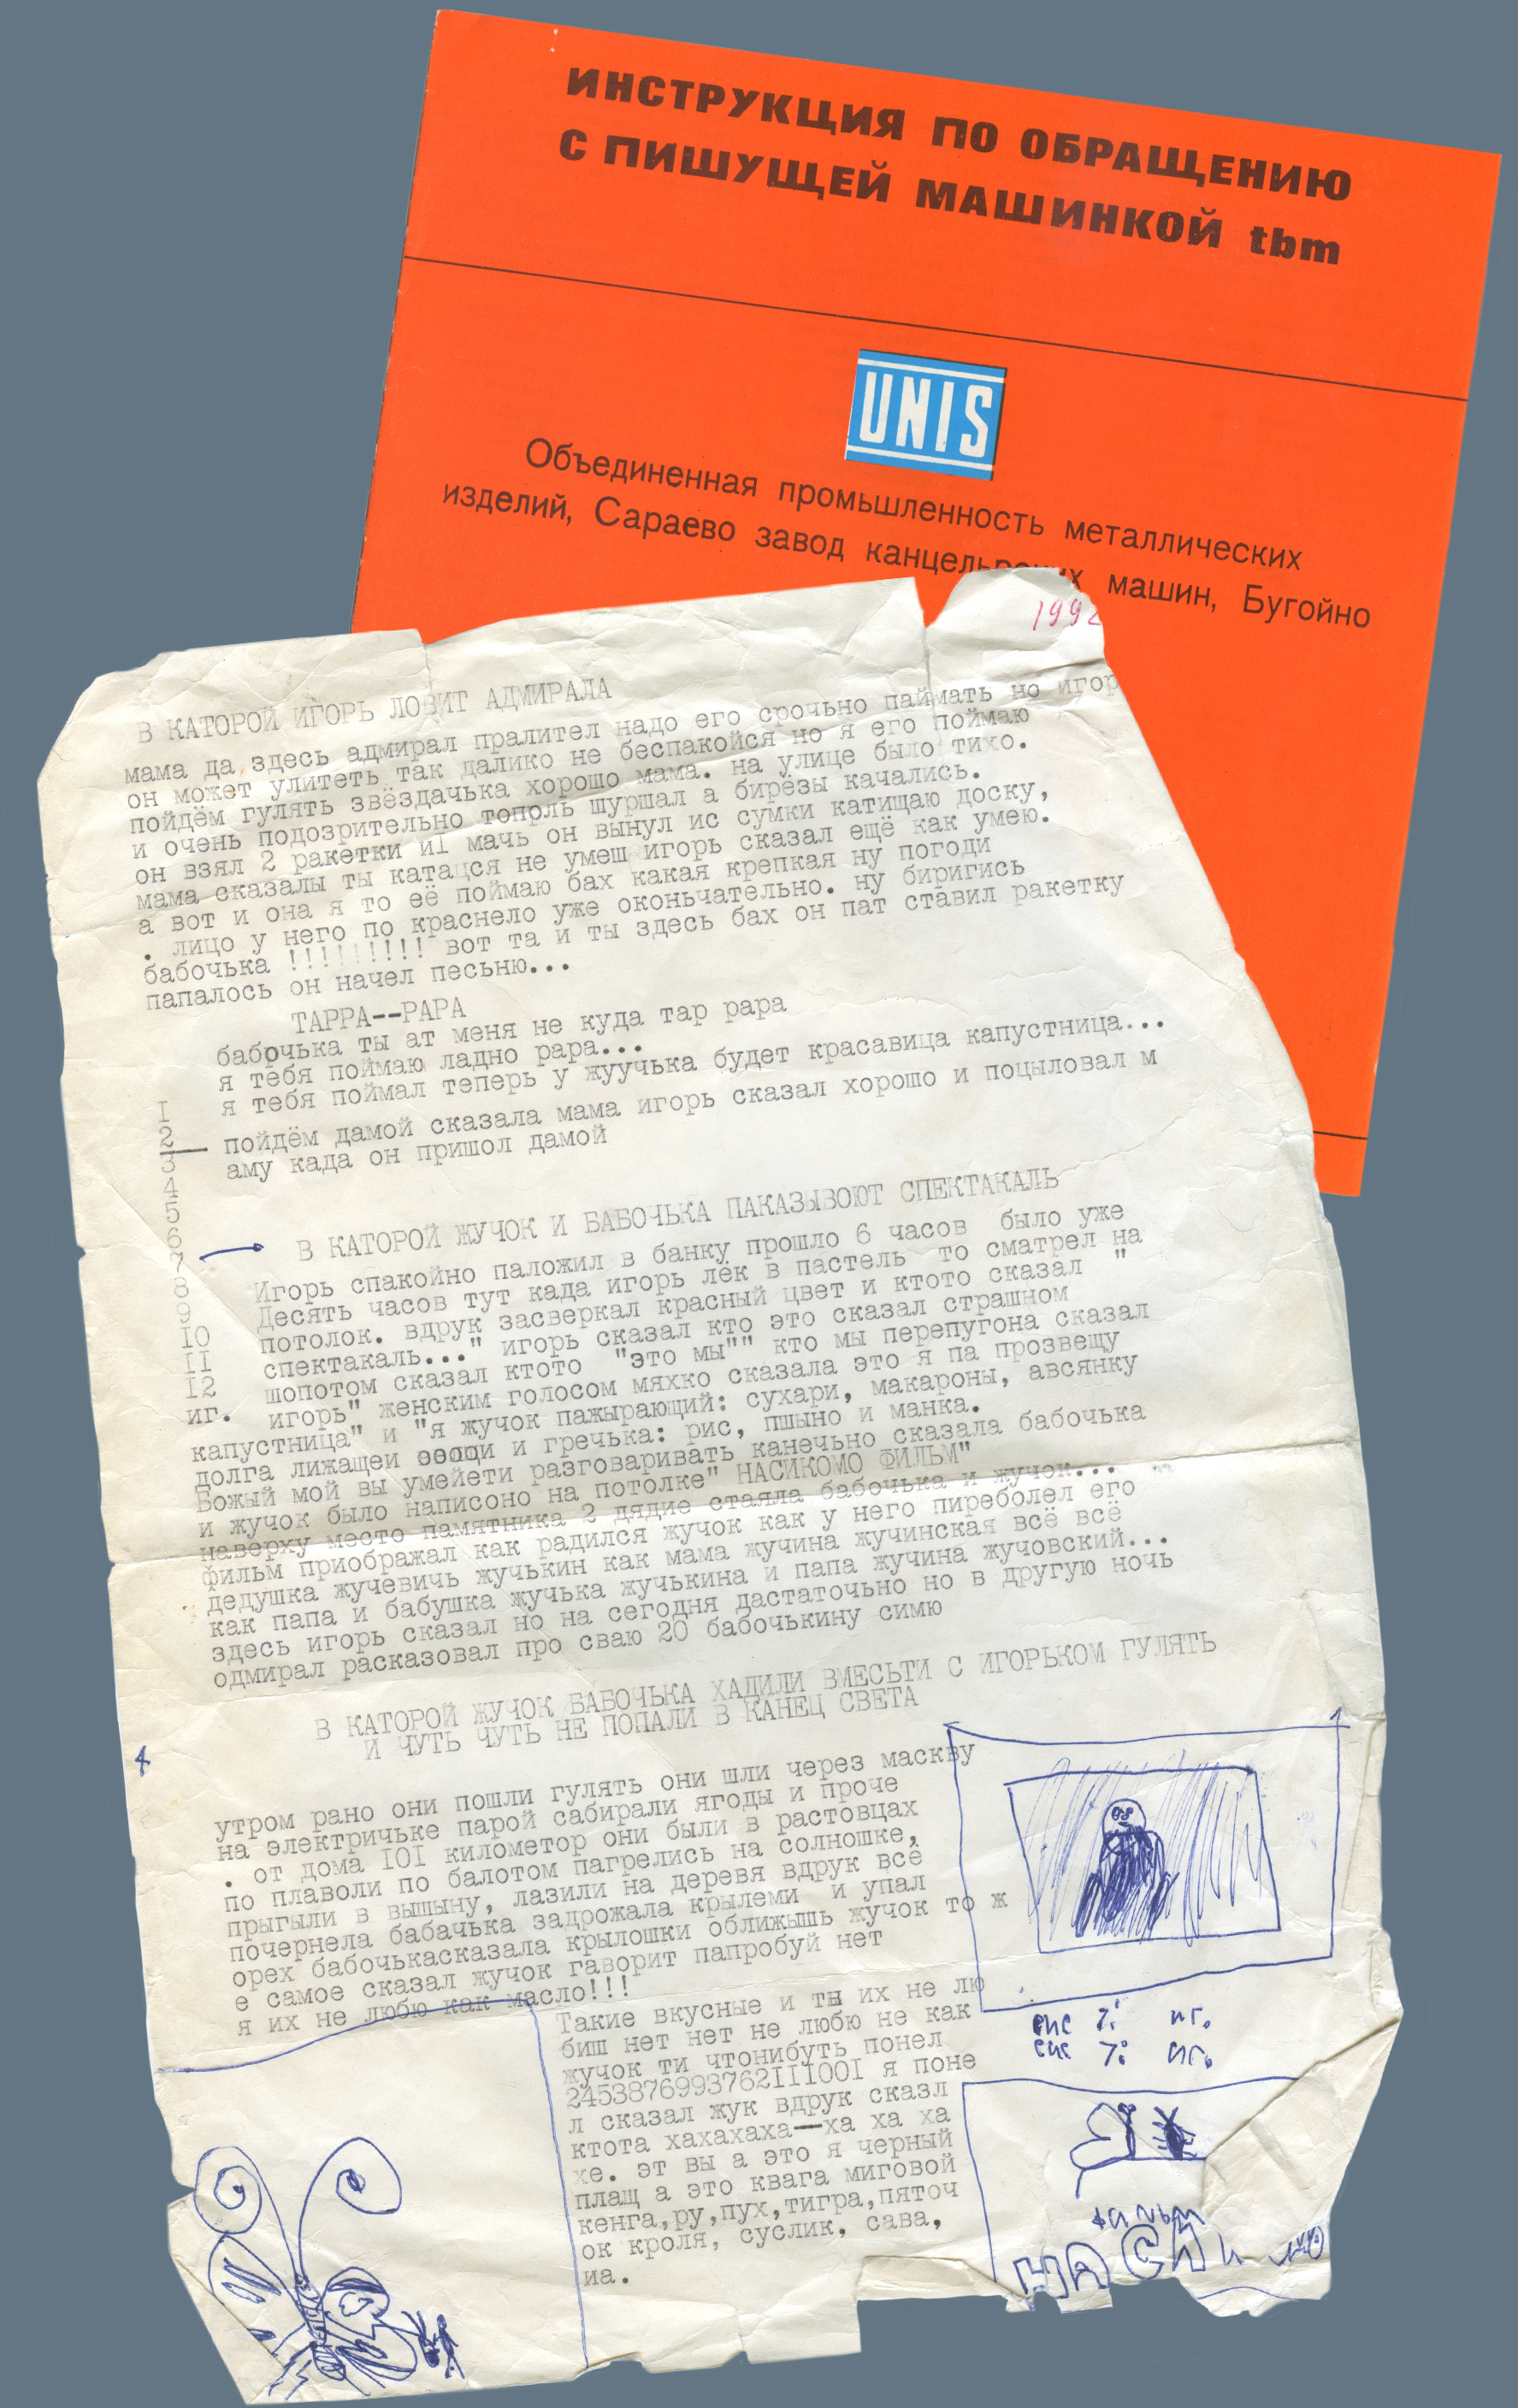 ИНСТРУКЦИЯ ПО ОБРАЩЕНИЮ
С ПИШУЩЕЙ МАШИНКОЙ tbm
UNIS
Объединенная промышленность металлических
изделий, Сараево завод машин, Бугойно
1992
В КАТОРОЙ ИГОРЬ ЛОВИТ АДМИРАЛА
мама да здесь адмирал пралител надо его срочьно паймать но игор
он может улитеть так далико не беспакойся но я его поймаю
пойдём гулять звёздачька хорошо мама. на улице было тихо.
и очень подозрительно тополь шуршал а бирёзы качались.
он взял 2 ракетки и1 мачь он вынул ис сумки катищаю доску,
мама сказалы ты катацся не умеш игорь сказал ещё как умею.
а вот и она я то её поймаю бах какая крепкая ну погоди
. лицо у него по краснело уже оконьчательно. ну биригись
бабочька !!!!!!!!! вот та и ты здесь бах он пат ставил ракетку
папалось он начел песьню...
ТАРРА--РАРА
бабочька ты ат меня не куда тар рара
я тебя поймаю ладно рара...
я тебя поймал теперь у жуучька будет красавица капустница...
пойдём дамой сказала мама игорь сказал хорошо и поцыловал м
аму када он пришол дамой
I
2
3
4
5
6
7
8
9
IO
II
I2
иг.
В КАТОРОЙ ЖУЧОК И БАБОЧЬКА ПАКАЗЫВОЮТ СПЕКТАКАЛЬ
Игорь спакойно паложил в банку прошло 6 часов было уже
Десять часов тут када игорь лёк в пастель то сматрел на
потолок. вдрук засверкал красный цвет и ктото сказал "
спектакаль..." игорь сказал кто это сказал страшном
шопотом сказал ктото "это мы"" кто мы перепугона сказал
игорь" женским голосом мяхко сказала это я па прозвещу
капустница" и "я жучок пажырающий: сухари, макароны, авсянку
долга лижащеи овощи и гречька: рис, пшыно и манка.
Божый мой вы умейети разговаривать канечьно сказала бабочька
и жучок было написоно на потолке" НАСИКОМО ФИЛЬМ"
наверху место памятника 2 дядие стаяла бабочька и жучок...
фильм приображал как радился жучок как у него пиреболел его
дедушка жучевичь жучькин как мама жучина жучинская всё всё
как папа и бабушка жучька жучькина и папа жучина жучовский...
здесь игорь сказал но на сегодня дастаточьно но в другую ночь
одмирал расказовал про сваю 20 бабочькину симю
В КАТОРОЙ ЖУЧОК БАБОЧЬКА ХАДИЛИ ВМЕСЬТИ С ИГОРЬКОМ ГУЛЯТЬ
И ЧУТЬ ЧУТЬ НЕ ПОПАЛИ В КАНЕЦ СВЕТА
утром рано они пошли гулять они шли через маскву
на электричьке парой сабирали ягоды и проче
. от дома IOI километор они были в растовцах
по плаволи по балотом пагрелись на солношке,
прыгыли в вышыну, лазили на деревя вдрук всё
почернела бабачька задрожала крылеми и упал
орех бабочькасказала крылошки оближышь жучок то ж
е самое сказал жучок гаворит папробуй нет
я их не люблю как масло!!!
Такие вкусные и ты их не лю
биш нет нет не люблю не как
жучок ти чтонибуть понел
2453876993762III00I я поне
л сказал жук вдрук сказл
ктота хахахаха—ха ха ха
хе. эт вы а это я черный
плащ а это квага миговой
кенга,ру,пух,тигра,пяточ
ок кроля, суслик, сава,
иа.
рис 7: иг.
рис 7: иг.
фильм